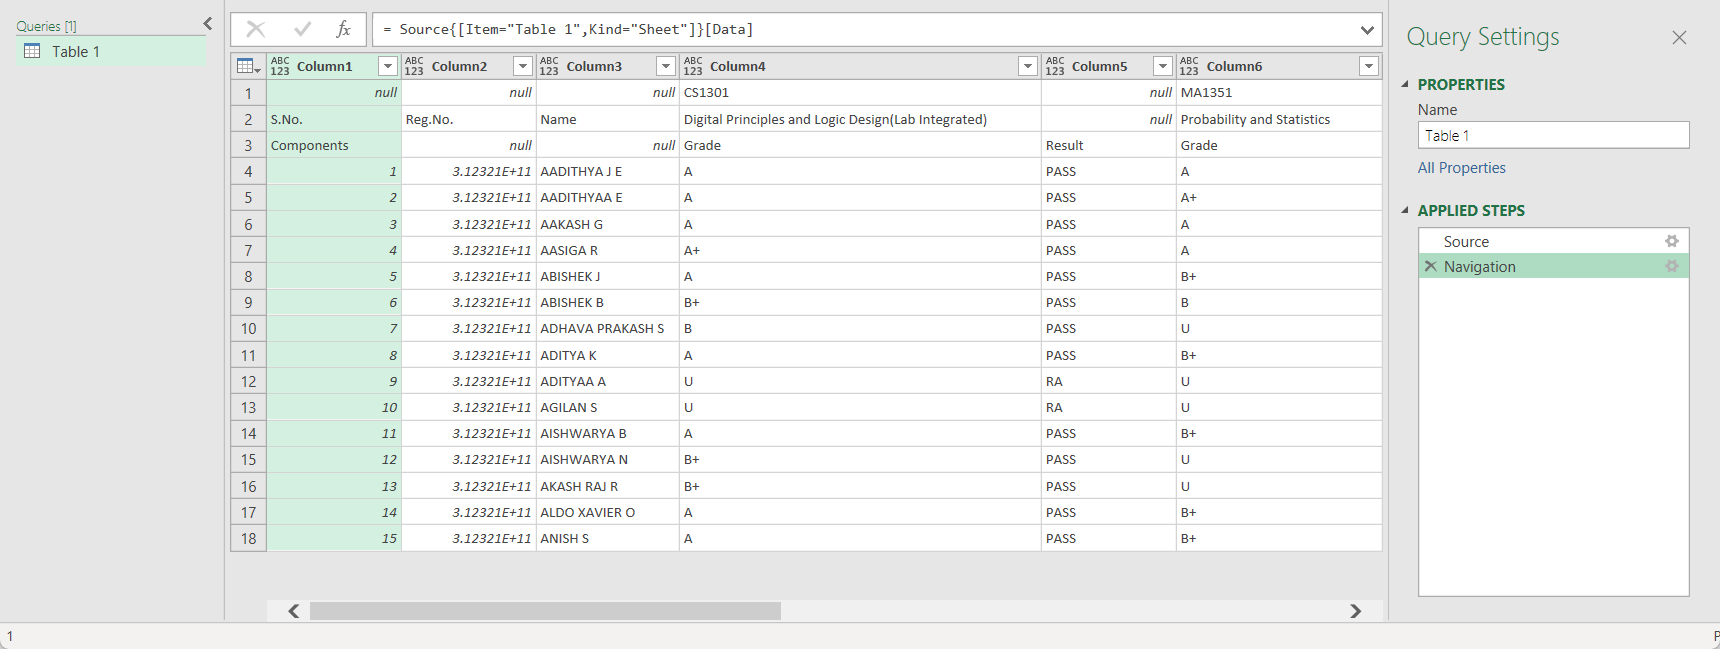 Queries [1]
Table 1
fx
= Source{[Item="Table 1",Kind="Sheet"]}[Data]
ABC 123 Column1 ABC 123 Column2 ABC 123 Column3 ABC 123 Column4 ABC 123 Column5 ABC 123 Column6
1 null null null CS1301 null MA1351
2 S.No. Reg.No. Name Digital Principles and Logic Design(Lab Integrated) null Probability and Statistics
3 Components null null Grade Result Grade
4 1 3.12321E+11 AADITHYA J E A PASS A
5 2 3.12321E+11 AADITHYAA E A PASS A+
6 3 3.12321E+11 AAKASH G A PASS A
7 4 3.12321E+11 AASIGA R A+ PASS A
8 5 3.12321E+11 ABISHEK J A PASS B+
9 6 3.12321E+11 ABISHEK B B+ PASS B
10 7 3.12321E+11 ADHAVA PRAKASH S B PASS U
11 8 3.12321E+11 ADITYA K A PASS B+
12 9 3.12321E+11 ADITYAA A U RA U
13 10 3.12321E+11 AGILAN S U RA U
14 11 3.12321E+11 AISHWARYA B A PASS B+
15 12 3.12321E+11 AISHWARYA N B+ PASS U
16 13 3.12321E+11 AKASH RAJ R B+ PASS U
17 14 3.12321E+11 ALDO XAVIER O A PASS B+
18 15 3.12321E+11 ANISH S A PASS B+
Query Settings
PROPERTIES
Name
Table 1
All Properties
APPLIED STEPS
Source
Navigation
1
P